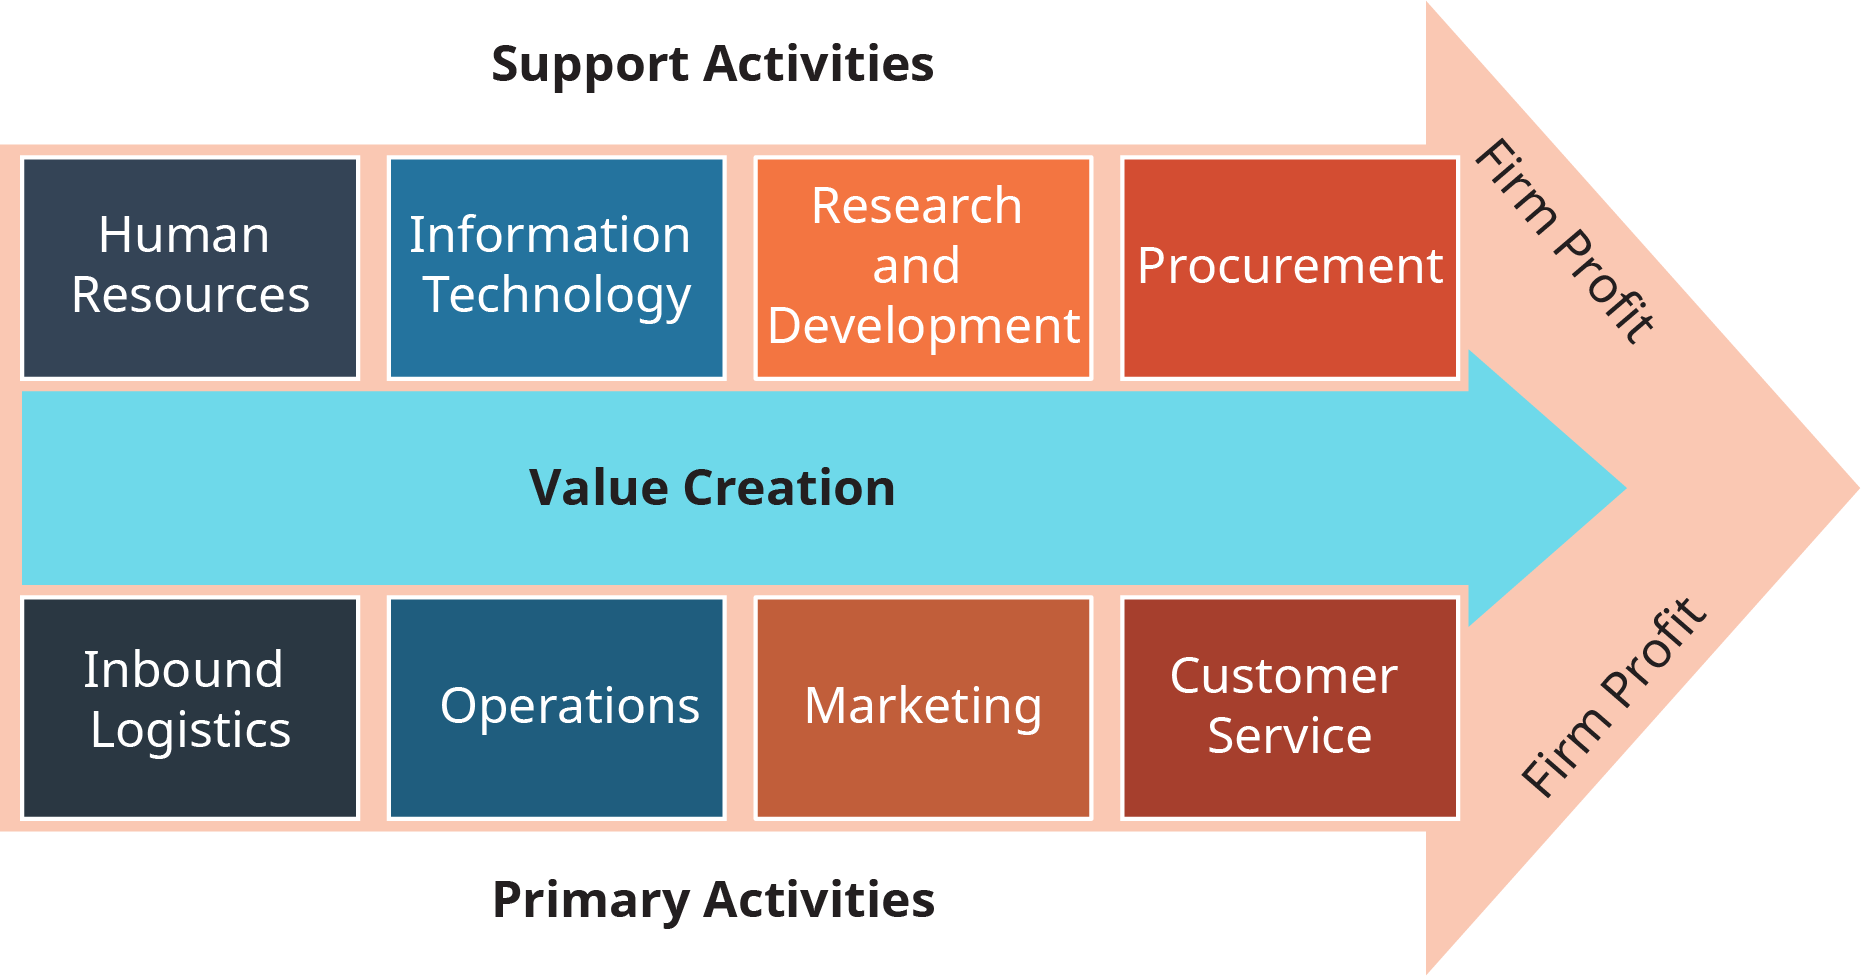 Support Activities
Human
Resources
Information
Technology
Research
and
Development
Procurement
Firm Profit
Value Creation
Inbound
Logistics
Operations
Marketing
Customer
Service
Firm Profit
Primary Activities